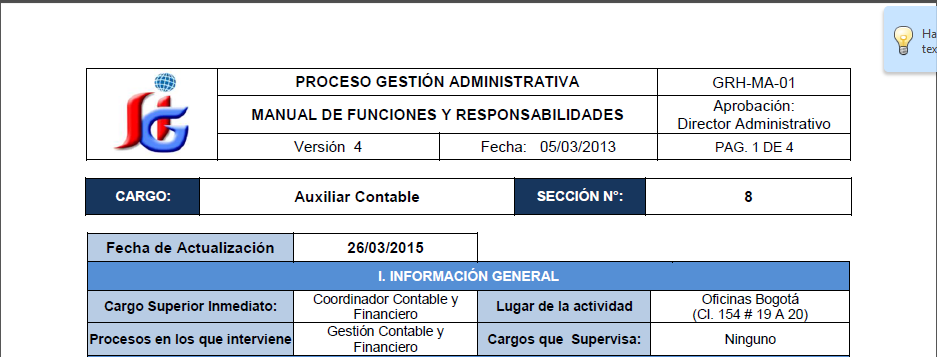 PROCESO GESTIÓN ADMINISTRATIVA
GRH-MA-01
MANUAL DE FUNCIONES Y RESPONSABILIDADES
Aprobación:
Director Administrativo
Versión 4
Fecha: 05/03/2013
PAG. 1 DE 4
CARGO:
Auxiliar Contable
SECCIÓN N°:
8
Fecha de Actualización
26/03/2015
I. INFORMACIÓN GENERAL
Cargo Superior Inmediato:
Coordinador Contable y
Financiero
Lugar de la actividad
Oficinas Bogotá
(Cl. 154 # 19 A 20)
Procesos en los que interviene
Gestión Contable y
Financiero
Cargos que Supervisa:
Ninguno